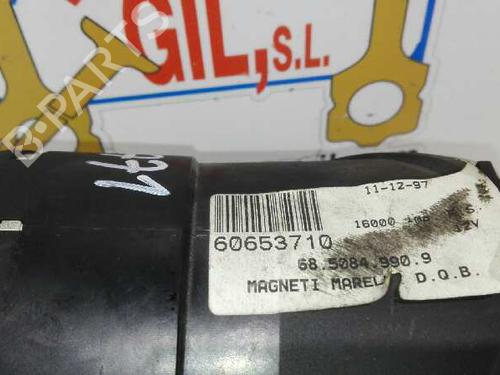 GIL, S.L.
B-PARTS
11-12-97
16000
S.
12V
60653710
68.5084.990.9
MAGNETI MAREL D.Q.B.